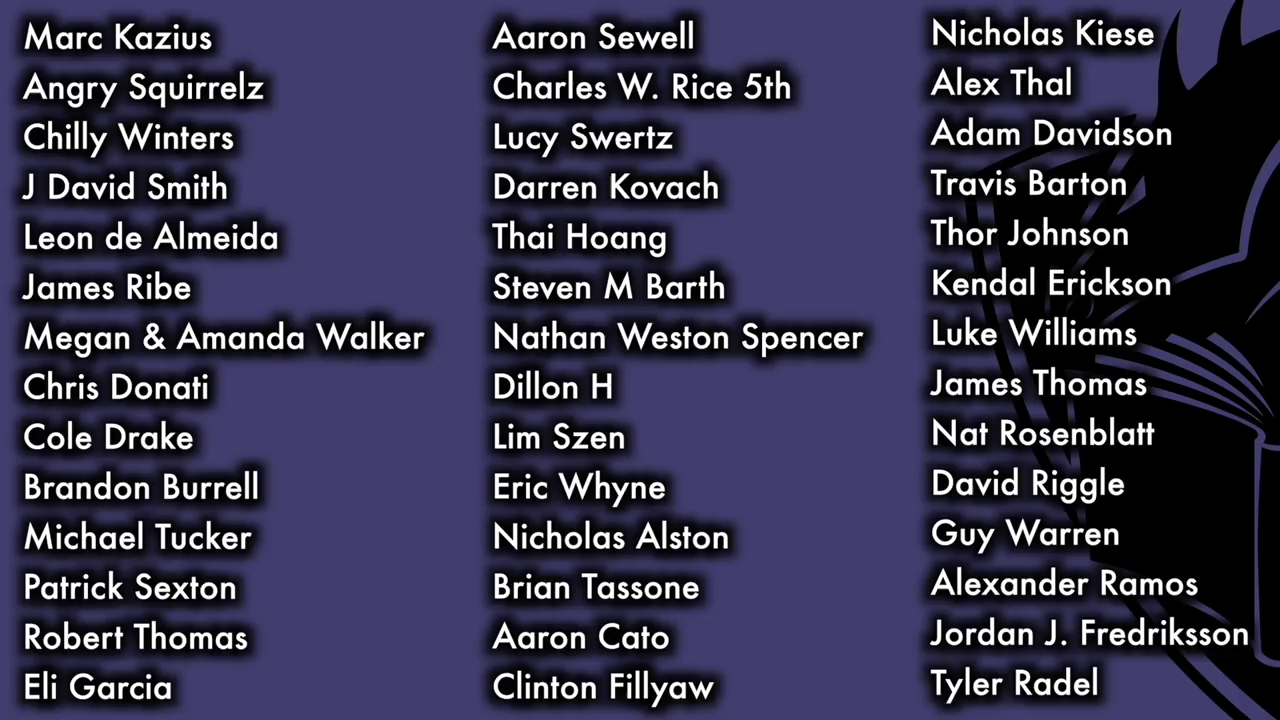 Marc Kazius
Angry Squirrelz
Chilly Winters
J David Smith
Leon de Almeida
James Ribe
Megan & Amanda Walker
Chris Donati
Cole Drake
Brandon Burrell
Michael Tucker
Patrick Sexton
Robert Thomas
Eli Garcia
Aaron Sewell
Charles W. Rice 5th
Lucy Swertz
Darren Kovach
Thai Hoang
Steven M Barth
Nathan Weston Spencer
Dillon H
Lim Szen
Eric Whyne
Nicholas Alston
Brian Tassone
Aaron Cato
Clinton Fillyaw
Nicholas Kiese
Alex Thal
Adam Davidson
Travis Barton
Thor Johnson
Kendal Erickson
Luke Williams
James Thomas
Nat Rosenblatt
David Riggle
Guy Warren
Alexander Ramos
Jordan J. Fredriksson
Tyler Radel